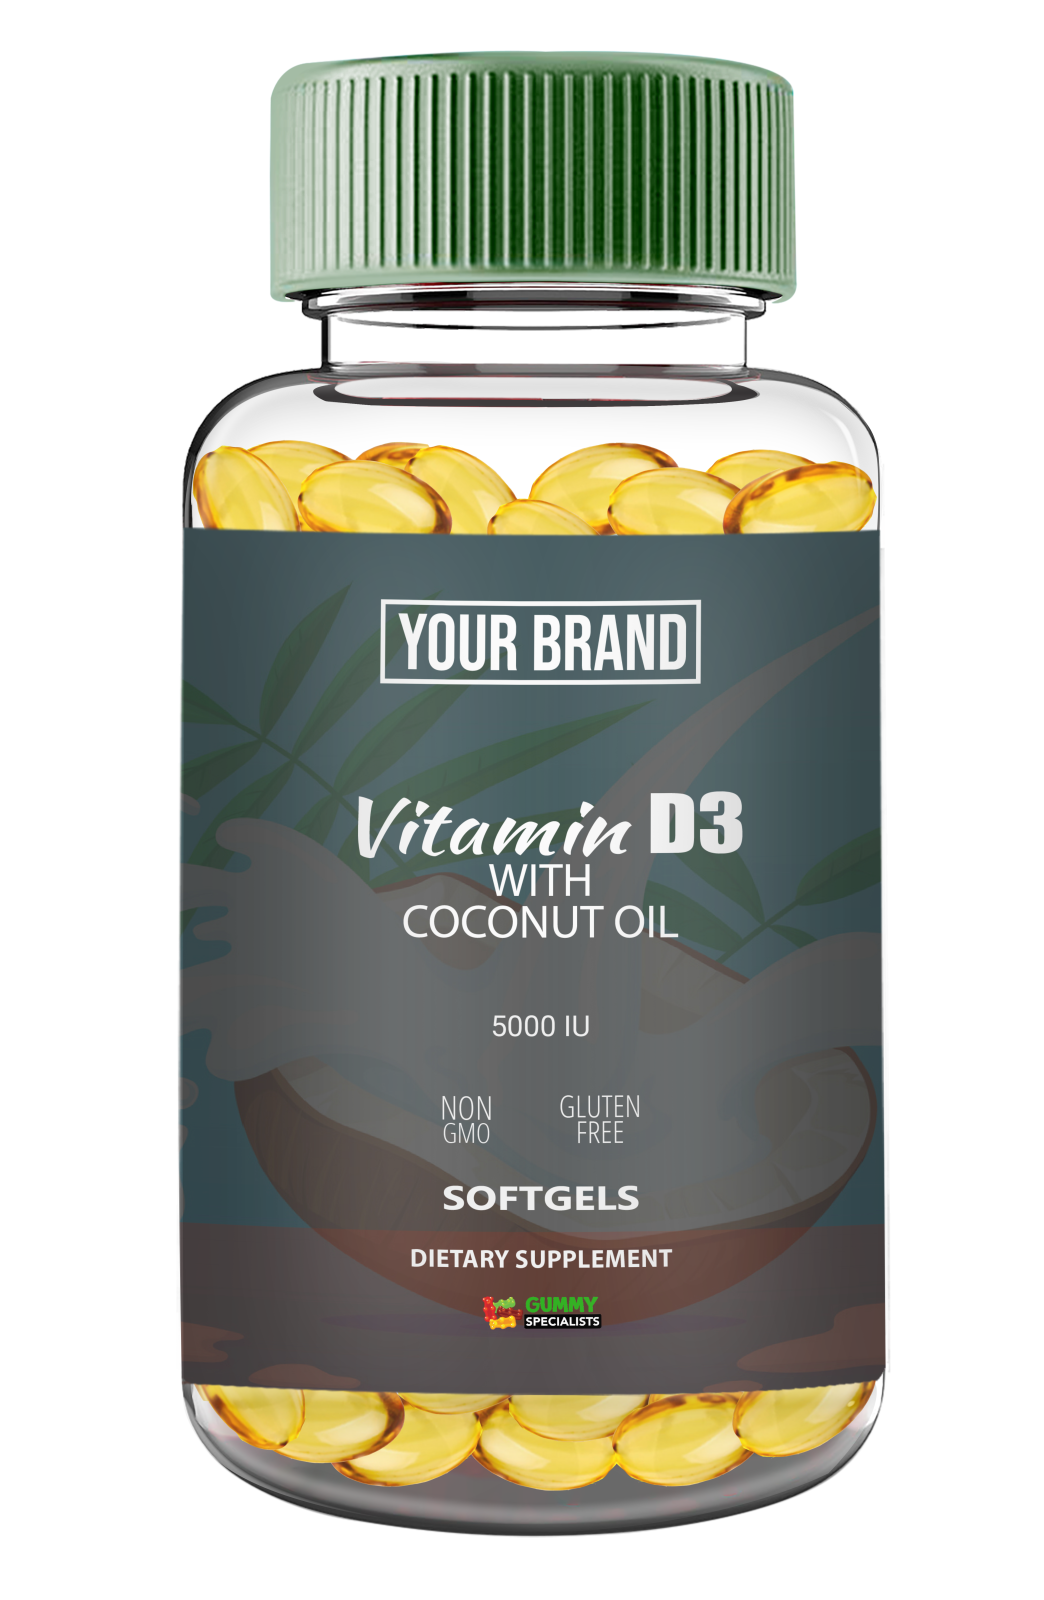 YOUR BRAND
Vitamin D3
WITH
COCONUT OIL
5000 IU
NON
GMO
GLUTEN
FREE
SOFTGELS
DIETARY SUPPLEMENT
GUMMY
SPECIALISTS